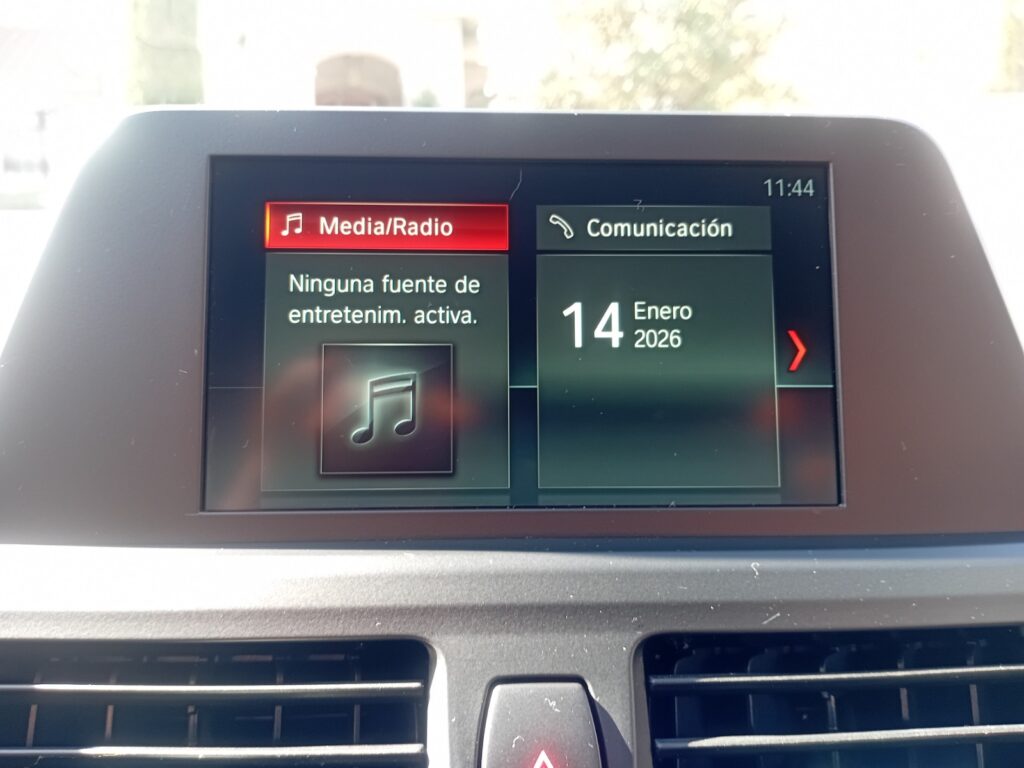 11:44
Media/Radio
Ninguna fuente de
entretenim. activa.
Comunicación
14 Enero
2026